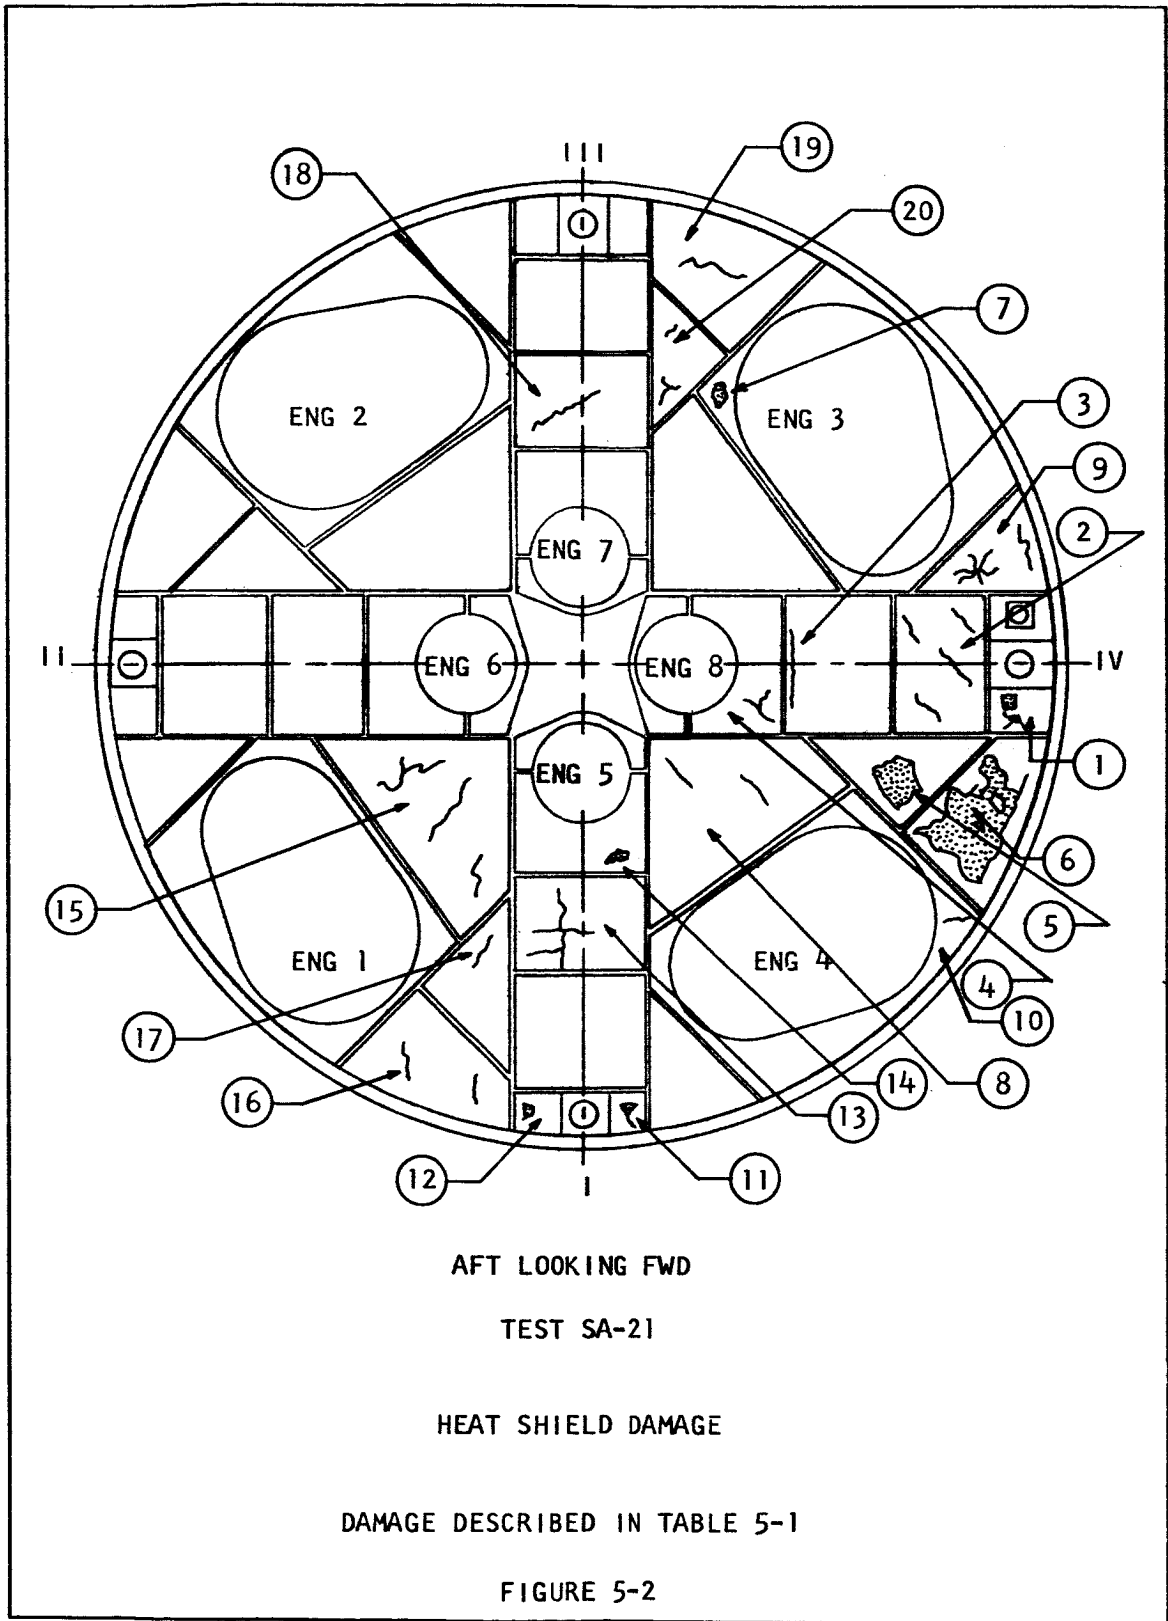 III
19
18
20
7
ENG 2
ENG 3
3
9
2
ENG 7
II
ENG 6
ENG 8
IV
ENG 5
1
6
15
5
ENG 1
ENG 4
4
10
17
14
8
16
13
12
11
I
AFT LOOKING FWD
TEST SA-21
HEAT SHIELD DAMAGE
DAMAGE DESCRIBED IN TABLE 5-1
FIGURE 5-2